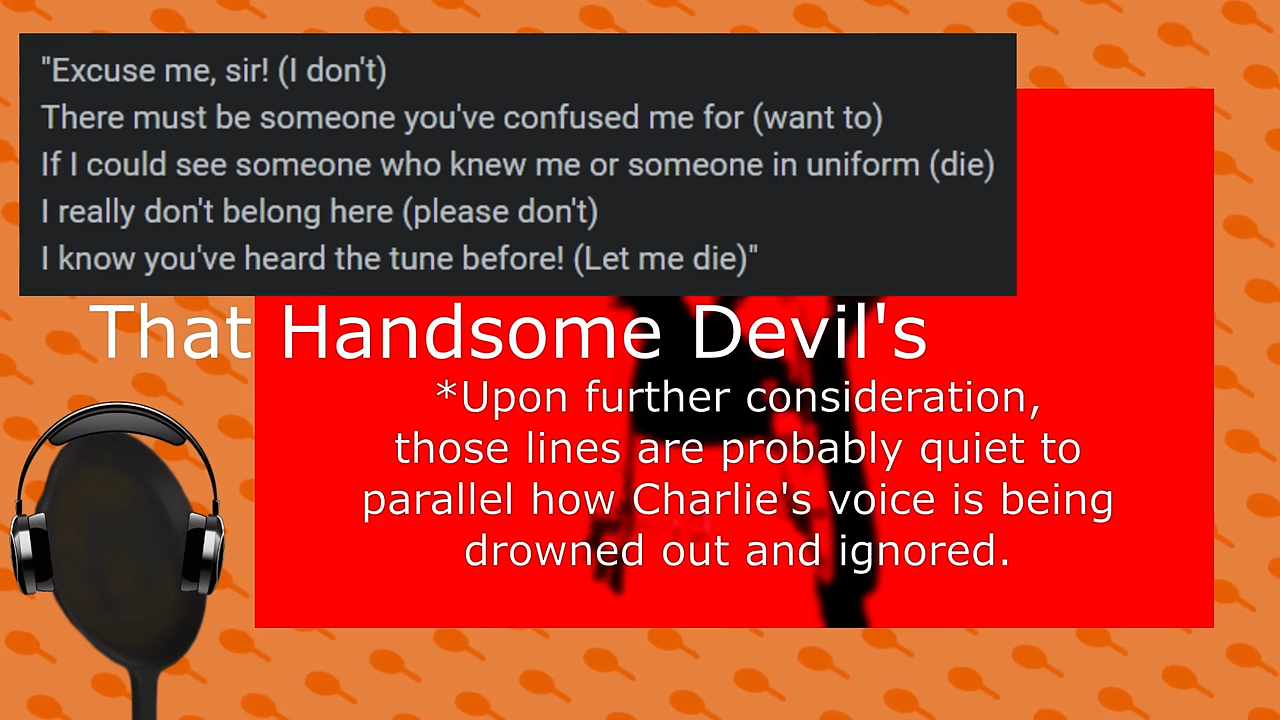 "Excuse me, sir! (I don't)
There must be someone you've confused me for (want to)
If I could see someone who knew me or someone in uniform (die)
I really don't belong here (please don't)
I know you've heard the tune before! (Let me die)"
That Handsome Devil's
*Upon further consideration,
those lines are probably quiet to
parallel how Charlie's voice is being
drowned out and ignored.